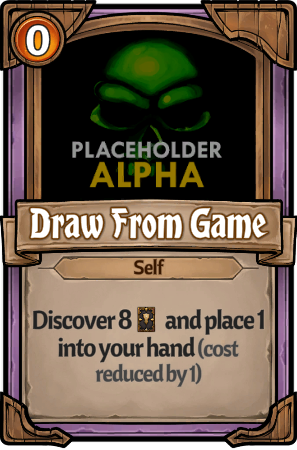 0
PLACEHOLDER
ALPHA
Draw From Game
Self
Discover 8 and place 1
into your hand (cost
reduced by 1)